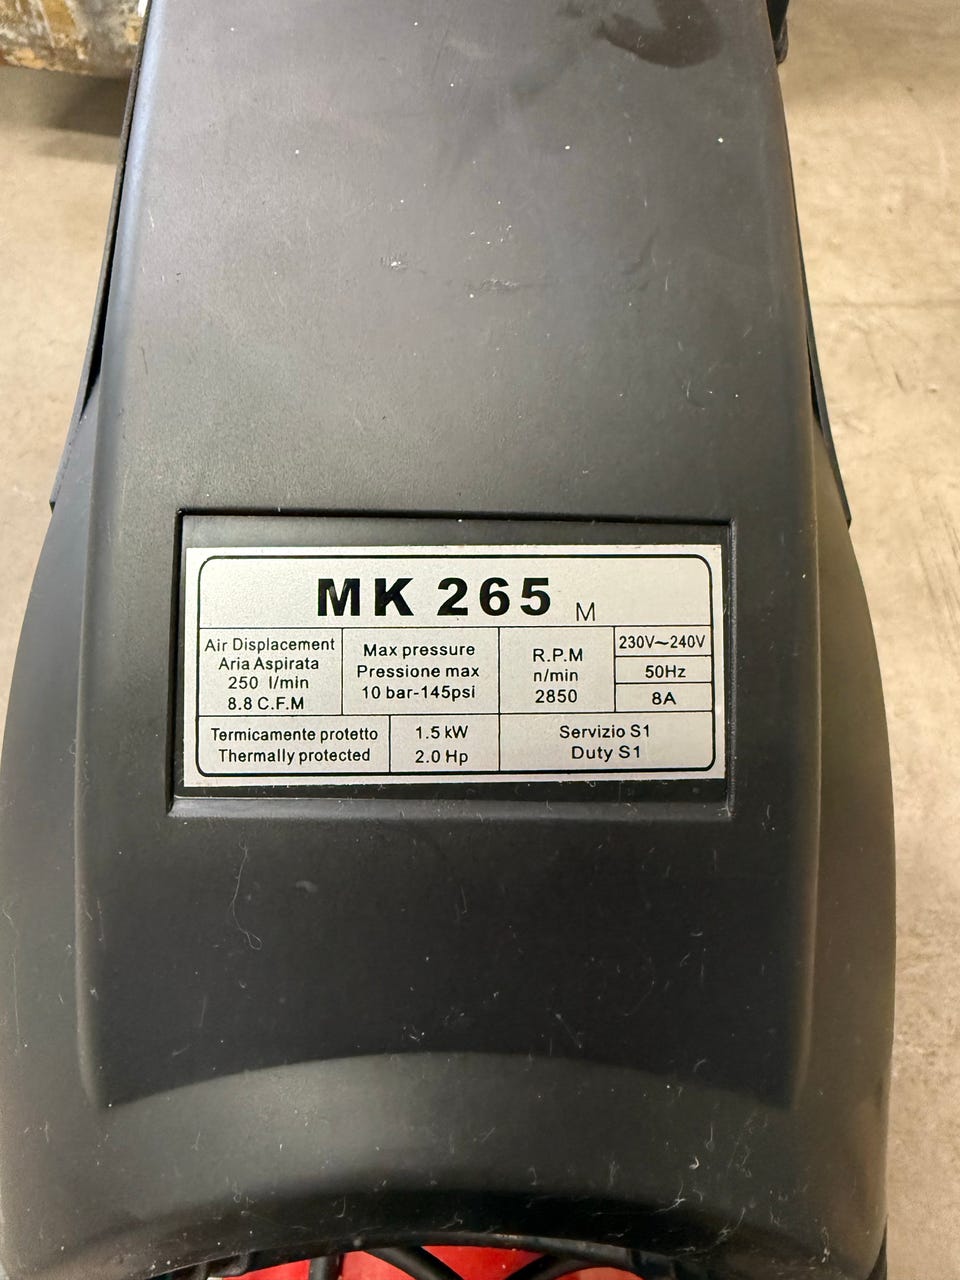 MK 265 M
Air Displacement
Aria Aspirata
250 l/min
8.8 C.F.M
Max pressure
Pressione max
10 bar-145psi
R.P.M
n/min
2850
230V~240V
50Hz
8A
Termicamente protetto
Thermally protected
1.5 kW
2.0 Hp
Servizio S1
Duty S1